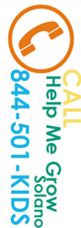 CALL
Help Me Grow
Solano
844-501-KIDS